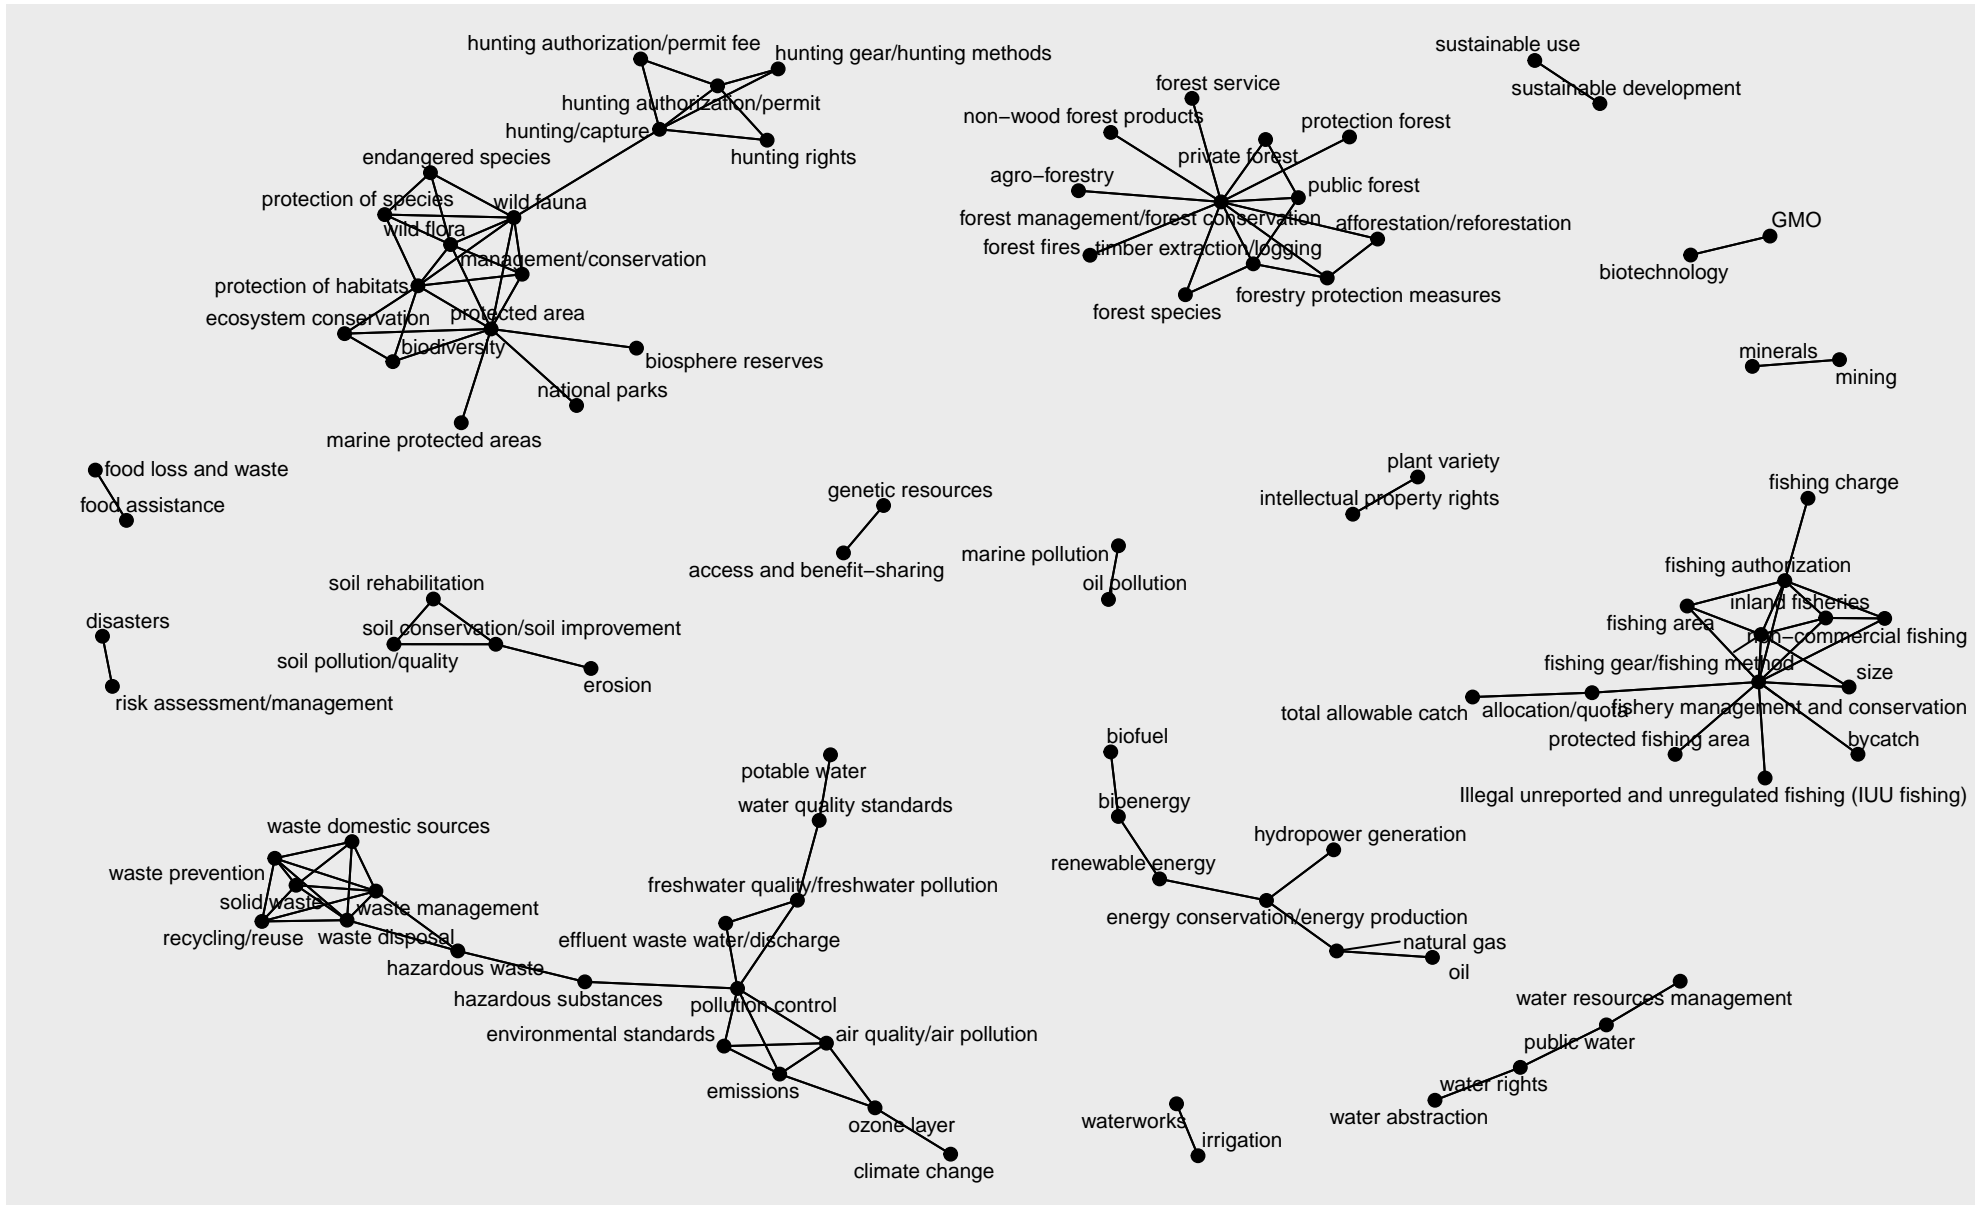 hunting authorization/permit fee
hunting gear/hunting methods
hunting authorization/permit
hunting/capture
hunting rights
endangered species
protection of species
wild fauna
wild flora
management/conservation
protection of habitats
ecosystem conservation
protected area
biodiversity
biosphere reserves
national parks
marine protected areas
forest service
non−wood forest products
protection forest
private forest
agro−forestry
public forest
forest management/forest conservation
afforestation/reforestation
forest fires
timber extraction/logging
forestry protection measures
forest species
sustainable use
sustainable development
GMO
biotechnology
minerals
mining
food loss and waste
food assistance
genetic resources
access and benefit−sharing
plant variety
intellectual property rights
marine pollution
oil pollution
soil rehabilitation
soil conservation/soil improvement
soil pollution/quality
erosion
disasters
risk assessment/management
fishing charge
fishing authorization
inland fisheries
fishing area
non−commercial fishing
fishing gear/fishing method
size
total allowable catch
allocation/quota
fishery management and conservation
protected fishing area
bycatch
Illegal unreported and unregulated fishing (IUU fishing)
potable water
water quality standards
waste domestic sources
waste prevention
solid waste
waste management
recycling/reuse
waste disposal
freshwater quality/freshwater pollution
effluent waste water/discharge
hazardous waste
hazardous substances
pollution control
environmental standards
air quality/air pollution
emissions
ozone layer
climate change
biofuel
bioenergy
hydropower generation
renewable energy
energy conservation/energy production
natural gas
oil
water resources management
public water
water rights
water abstraction
waterworks
irrigation